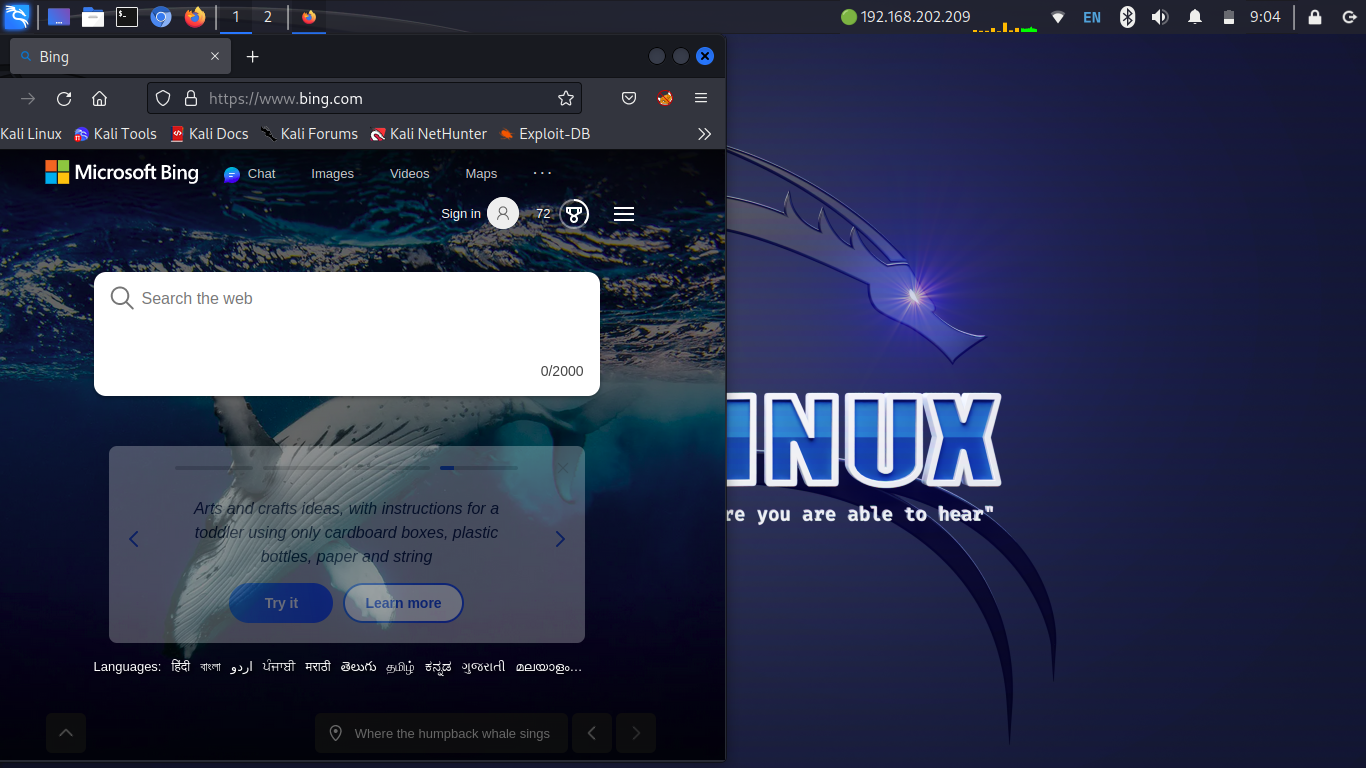 1
2
192.168.202.209
EN
9:04
Bing
https://www.bing.com
Kali Linux
Kali Tools
Kali Docs
Kali Forums
Kali NetHunter
Exploit-DB
Microsoft Bing
Chat
Images
Videos
Maps
...
Sign in
72
Search the web
0/2000
Arts and crafts ideas, with instructions for a
toddler using only cardboard boxes, plastic
bottles, paper and string
Try it
Learn more
Languages: हिंदी বাংলা اردو ਪੰਜਾਬੀ मराठी తెలుగు தமிழ் ಕನ್ನಡ ગુજરાતી മലയാളം...
Where the humpback whale sings
INUX
re you are able to hear"